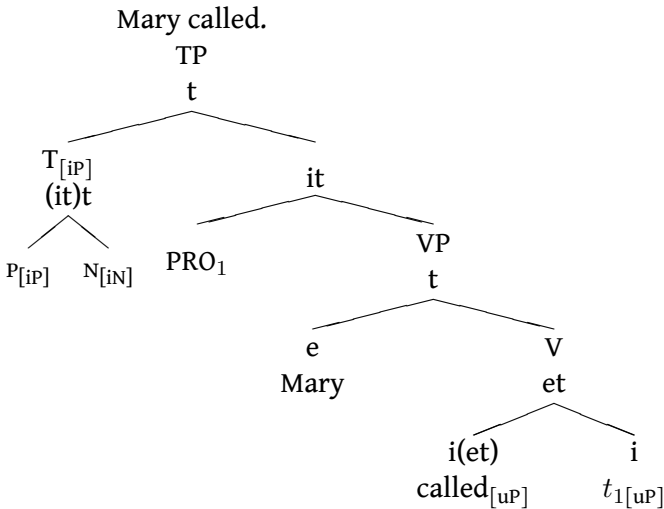 Mary called.
TP
t
T[iP]
(it)t
it
P[iP] N[iN] PRO1
VP
t
e
Mary
V
et
i(et) i
called[uP] t1[uP]